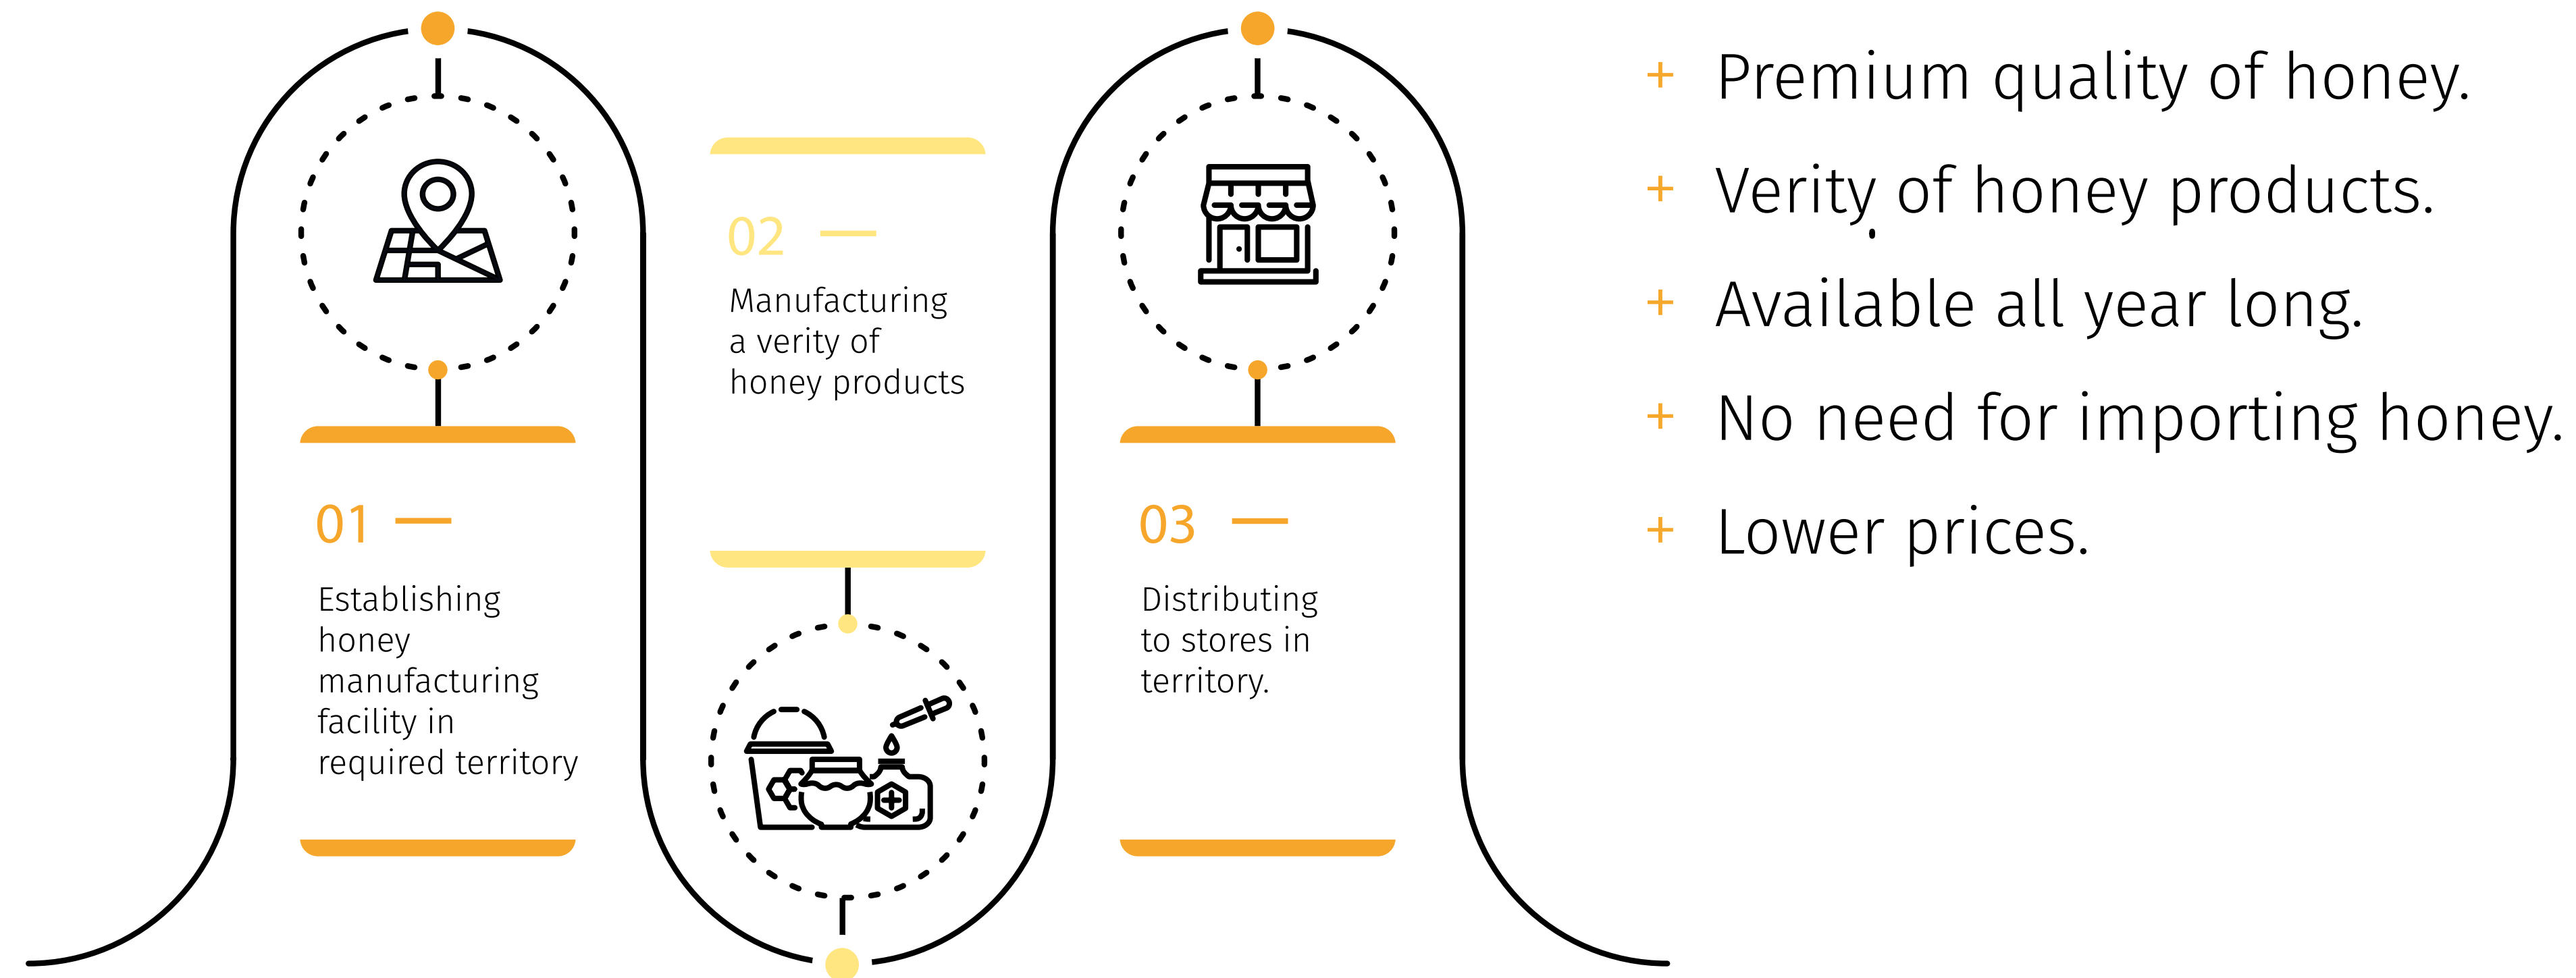 01 —
Establishing
honey
manufacturing
facility in
required territory
02 —
Manufacturing
a verity of
honey products
03 —
Distributing
to stores in
territory.
+ Premium quality of honey.
+ Verity of honey products.
+ Available all year long.
+ No need for importing honey.
+ Lower prices.